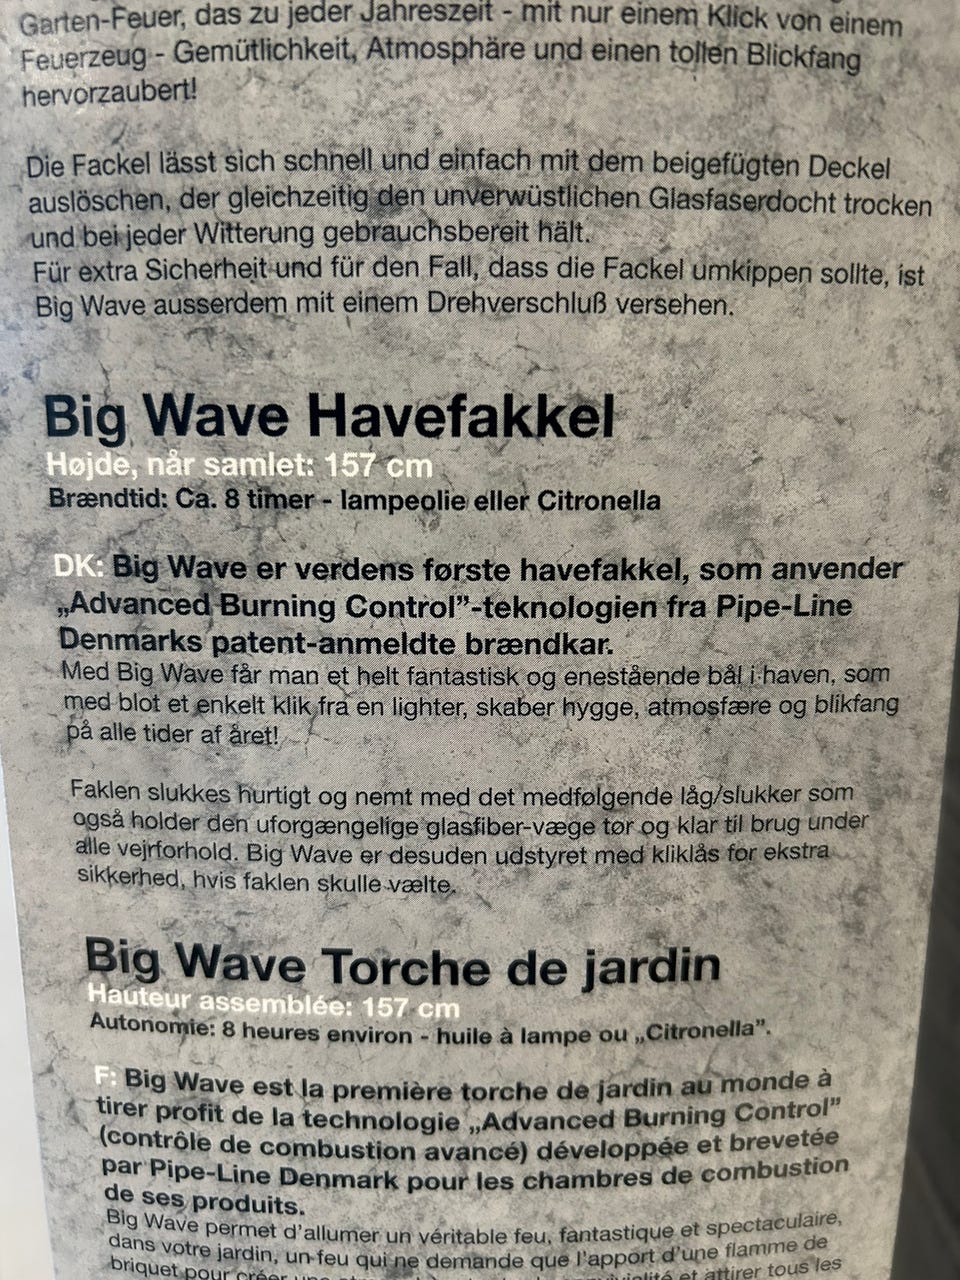 Garten-Feuer, das zu jeder Jahreszeit - mit nur einem Klick von einem
Feuerzeug - Gemütlichkeit, Atmosphäre und einen tollen Blickfang
hervorzaubert!
Die Fackel lässt sich schnell und einfach mit dem beigefügten Deckel
auslöschen, der gleichzeitig den unverwüstlichen Glasfaserdocht trocken
und bei jeder Witterung gebrauchsbereit hält.
Für extra Sicherheit und für den Fall, dass die Fackel umkippen sollte, ist
Big Wave ausserdem mit einem Drehverschluß versehen.
Big Wave Havefakkel
Højde, når samlet: 157 cm
Brændtid: Ca. 8 timer - lampeolie eller Citronella
DK: Big Wave er verdens første havefakkel, som anvender
„Advanced Burning Control”-teknologien fra Pipe-Line
Denmarks patent-anmeldte brændkar.
Med Big Wave får man et helt fantastisk og enestående bål i haven, som
med blot et enkelt klik fra en lighter, skaber hygge, atmosfære og blikfang
på alle tider af året!
Faklen slukkes hurtigt og nemt med det medfølgende låg/slukker som
også holder den uforgængelige glasfiber-væge tør og klar til brug under
alle vejrforhold. Big Wave er desuden udstyret med kliklås for ekstra
sikkerhed, hvis faklen skulle vælte.
Big Wave Torche de jardin
Hauteur assemblée: 157 cm
Autonomie: 8 heures environ - huile à lampe ou „Citronella”.
F: Big Wave est la première torche de jardin au monde à
tirer profit de la technologie „Advanced Burning Control”
(contrôle de combustion avancé) développée et brevetée
par Pipe-Line Denmark pour les chambres de combustion
de ses produits.
Big Wave permet d’allumer un véritable feu, fantastique et spectaculaire,
dans votre jardin, un feu qui ne demande que l’apport d’une flamme de
briquet pour créer une et attirer tous les